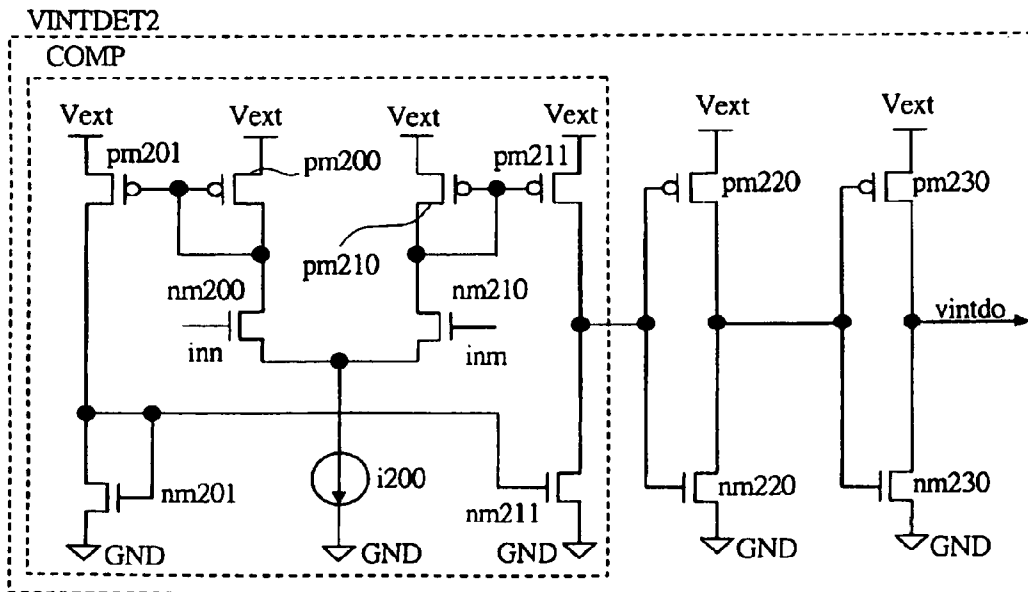 VINTDET2
COMP
Vext
Vext
Vext
Vext
Vext
Vext
pm201
pm200
pm211
pm220
pm230
pm210
nm200
nm210
inn
inm
vintdo
nm201
i200
nm211
nm220
nm230
GND
GND
GND
GND
GND